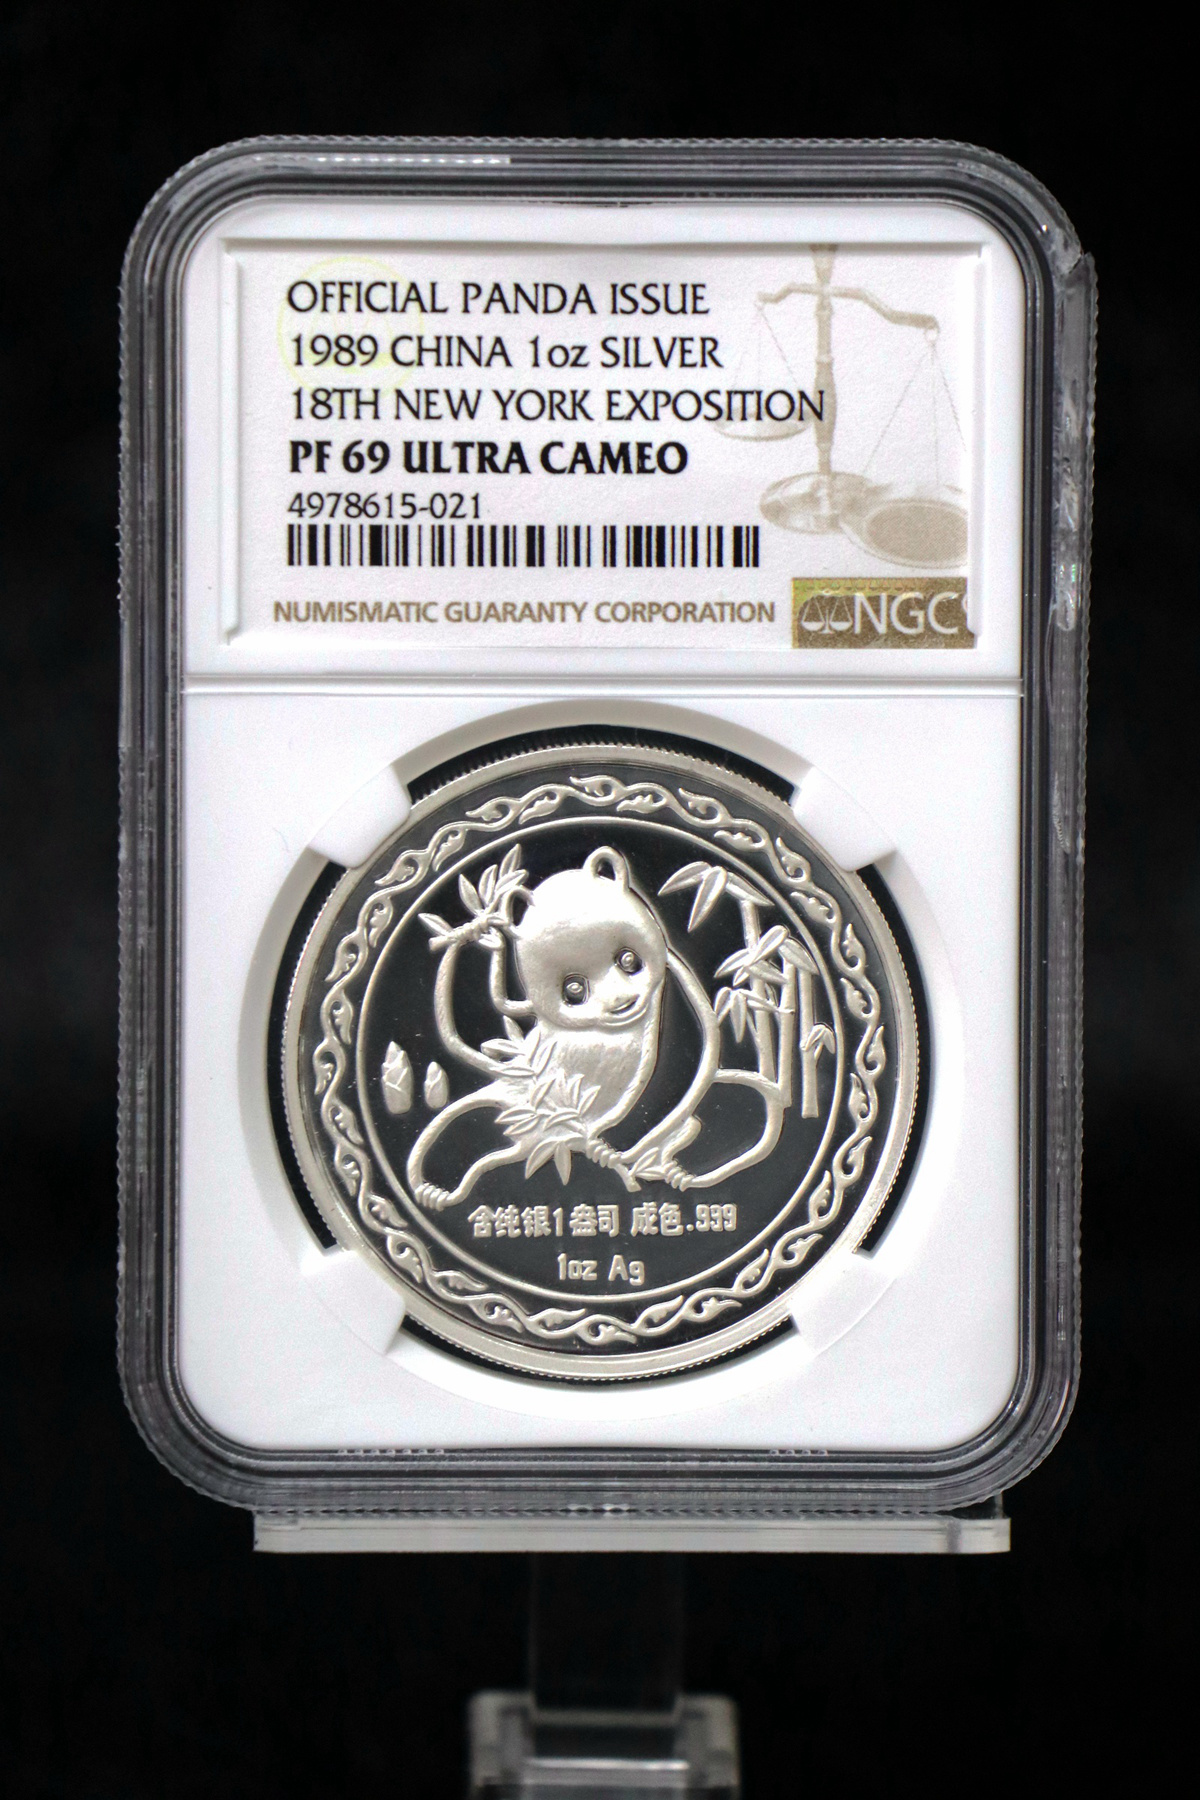 OFFICIAL PANDA ISSUE
1989 CHINA 1oz SILVER
18TH NEW YORK EXPOSITION
PF 69 ULTRA CAMEO
4978615-021
NUMISMATIC GUARANTY CORPORATION
NGC
含纯银1盎司 成色.999
1oz Ag